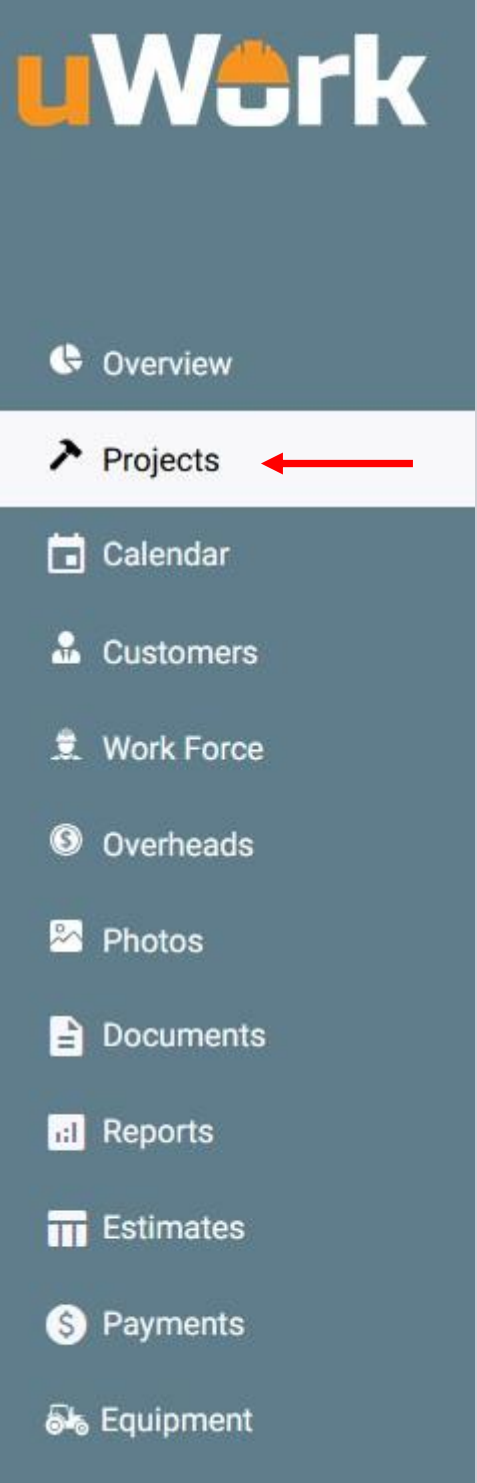 uWork
Overview
Projects
Calendar
Customers
Work Force
Overheads
Photos
Documents
Reports
Estimates
Payments
Equipment